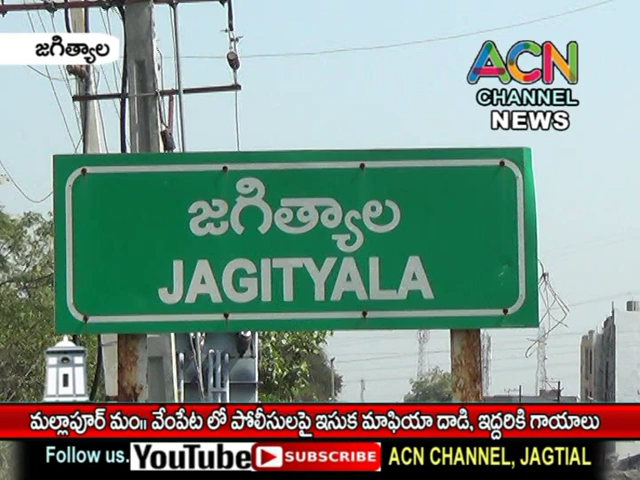 జగిత్యాల
ACN
CHANNEL
NEWS
జగిత్యాల
JAGITYALA
మల్లాపూర్ మం॥ వేంపేట లో పోలీసులపై ఇసుక మాఫియా దాడి, ఇద్దరికి గాయాలు
Follow us. YouTube SUBSCRIBE ACN CHANNEL, JAGTIAL